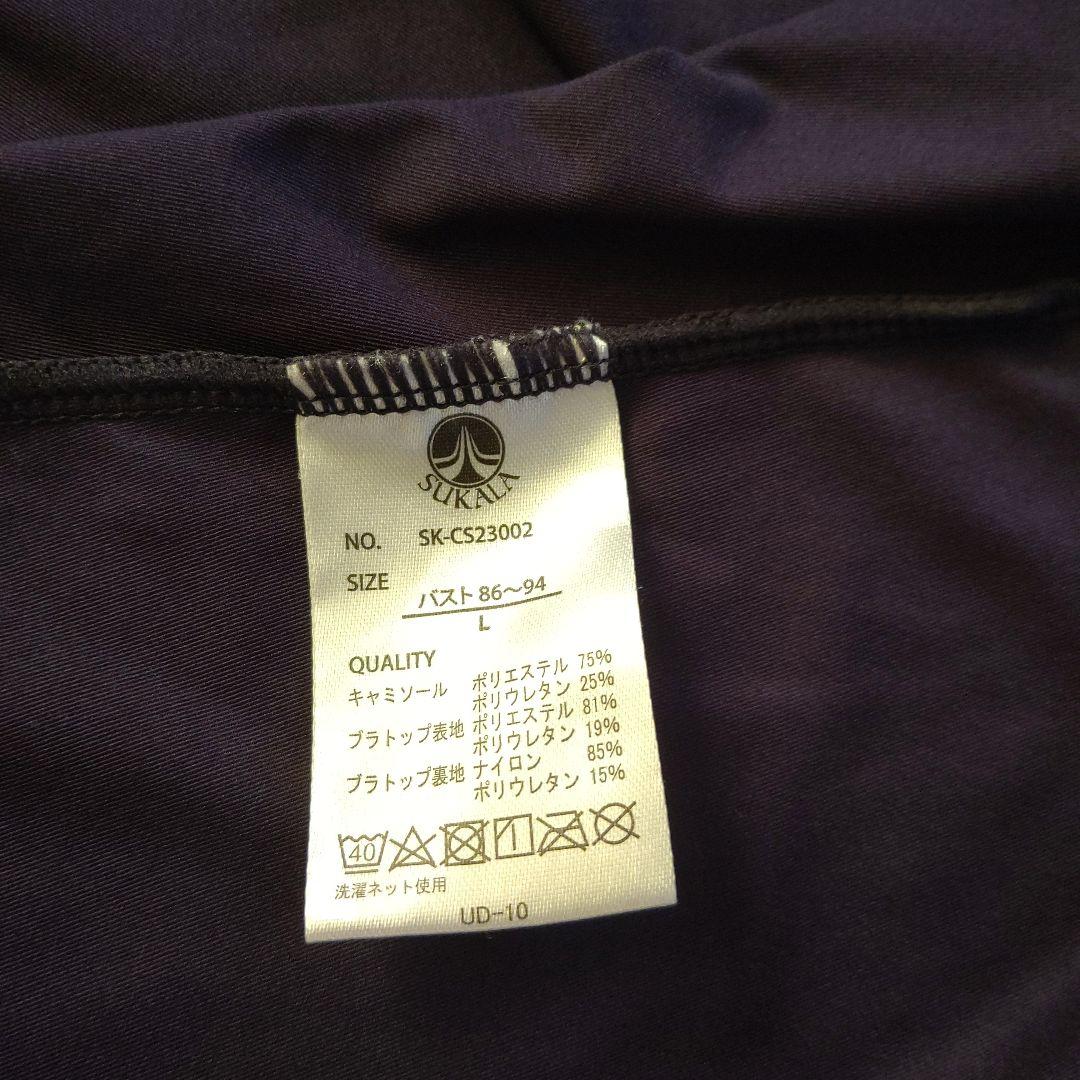 SUKALA
NO. SK-CS23002
SIZE バスト 86～94
L
QUALITY
キャミソール ポリエステル 75%
ポリウレタン 25%
ブラトップ表地 ポリエステル 81%
ポリウレタン 19%
ブラトップ裏地 ナイロン 85%
ポリウレタン 15%
40
洗濯ネット使用
UD-10